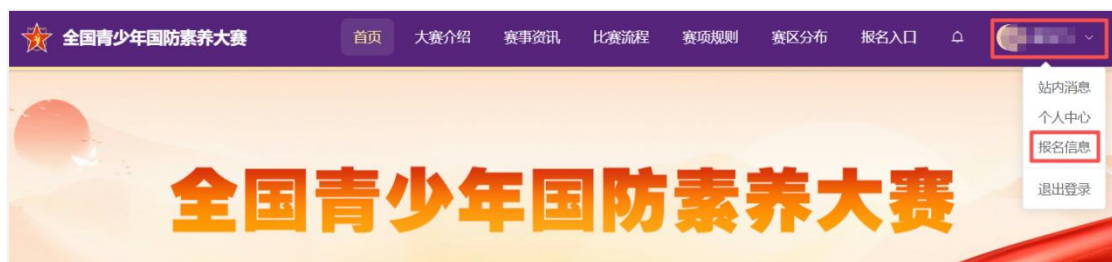 全国青少年国防素养大赛 首页 大赛介绍 赛事资讯 比赛流程 赛项规则 赛区分布 报名入口
站内消息
个人中心
报名信息
退出登录
全国青少年国防素养大赛